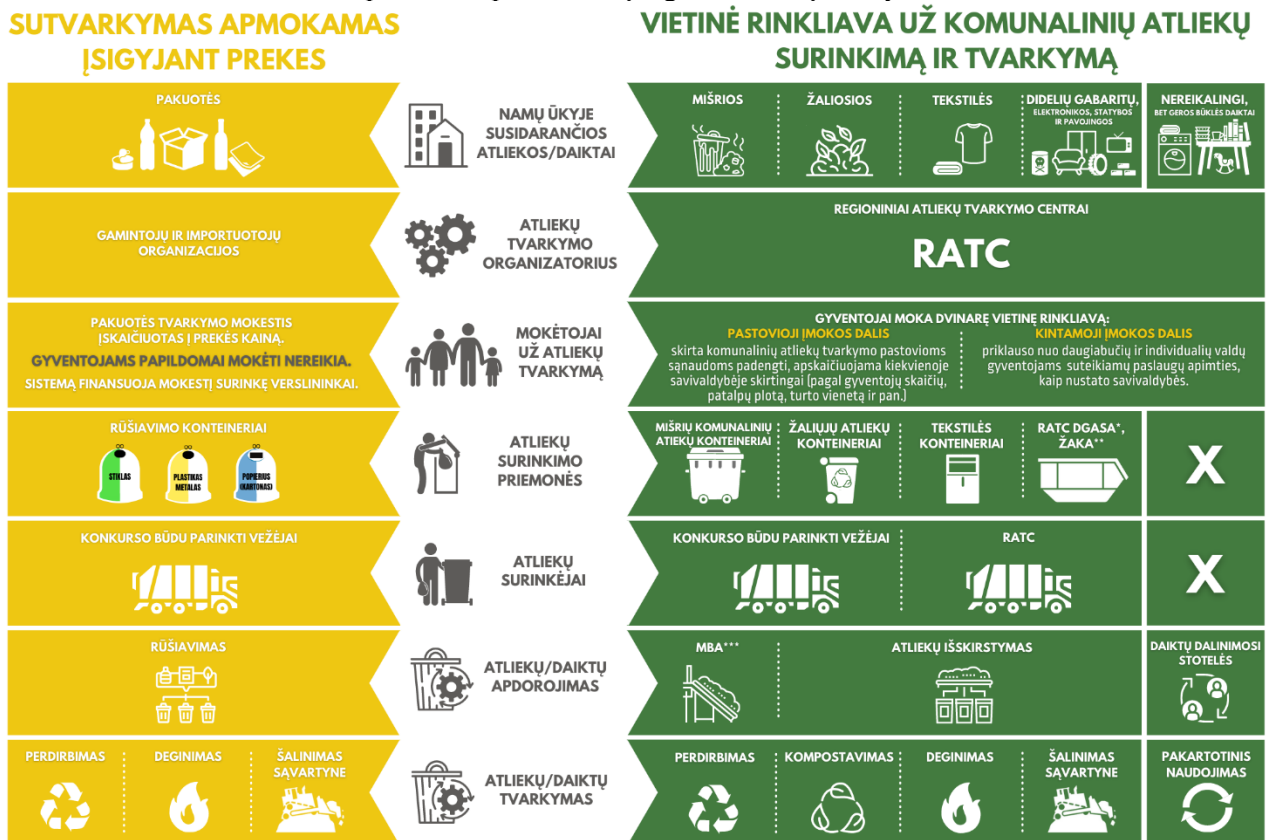 SUTVARKYMAS APMOKAMAS
ĮSIGYJANT PREKES
VIETINĖ RINKLIAVA UŽ KOMUNALINIŲ ATLIEKŲ
SURINKIMĄ IR TVARKYMĄ
PAKUOTĖS
NAMŲ ŪKYJE
SUSIDARANČIOS
ATLIEKOS/DAIKTAI
MIŠRIOS
ŽALIOSIOS
TEKSTILĖS
DIDELIŲ GABARITŲ,
ELEKTRONIKOS, STATYBOS
IR PAVOJINGOS
NEREIKALINGI,
BET GEROS BŪKLĖS DAIKTAI
GAMINTOJŲ IR IMPORTUOTOJŲ
ORGANIZACIJOS
ATLIEKŲ
TVARKYMO
ORGANIZATORIUS
REGIONINIAI ATLIEKŲ TVARKYMO CENTRAI
RATC
PAKUOTĖS TVARKYMO MOKESTIS
ĮSKAIČIUOTAS Į PREKĖS KAINĄ.
GYVENTOJAMS PAPILDOMAI MOKĖTI NEREIKIA.
SISTEMĄ FINANSUOJA MOKESTĮ SURINKĘ VERSLININKAI.
MOKĖTOJAI
UŽ ATLIEKŲ
TVARKYMĄ
GYVENTOJAI MOKA DVINARĘ VIETINĘ RINKLIAVĄ:
PASTOVIOJI ĮMOKOS DALIS
skirta komunalinių atliekų tvarkymo pastovioms
sąnaudoms padengti, apskaičiuojama kiekvienoje
savivaldybėje skirtingai (pagal gyventojų skaičių,
patalpų plotą, turto vienetą ir pan.)
KINTAMOJI ĮMOKOS DALIS
priklauso nuo daugiabučių ir individualių valdų
gyventojams suteikiamų paslaugų apimties,
kaip nustato savivaldybės.
RŪŠIAVIMO KONTEINERIAI
STIKLAS
PLASTIKAS
METALAS
POPIERIUS
(KARTONAS)
ATLIEKŲ
SURINKIMO
PRIEMONĖS
MIŠRIŲ KOMUNALINIŲ
ATIEKŲ KONTEINERIAI
ŽALIŲJŲ ATLIEKŲ
KONTEINERIAI
TEKSTILĖS
KONTEINERIAI
RATC DGASA*,
ŽAKA**
X
KONKURSO BŪDU PARINKTI VEŽĖJAI
ATLIEKŲ
SURINKĖJAI
KONKURSO BŪDU PARINKTI VEŽĖJAI
RATC
X
RŪŠIAVIMAS
ATLIEKŲ/DAIKTŲ
APDOROJIMAS
MBA***
ATLIEKŲ IŠSKIRSTYMAS
DAIKTŲ DALINIMOSI
STOTELĖS
PERDIRBIMAS
DEGINIMAS
ŠALINIMAS
SĄVARTYNE
ATLIEKŲ/DAIKTŲ
TVARKYMAS
PERDIRBIMAS
KOMPOSTAVIMAS
DEGINIMAS
ŠALINIMAS
SĄVARTYNE
PAKARTOTINIS
NAUDOJIMAS